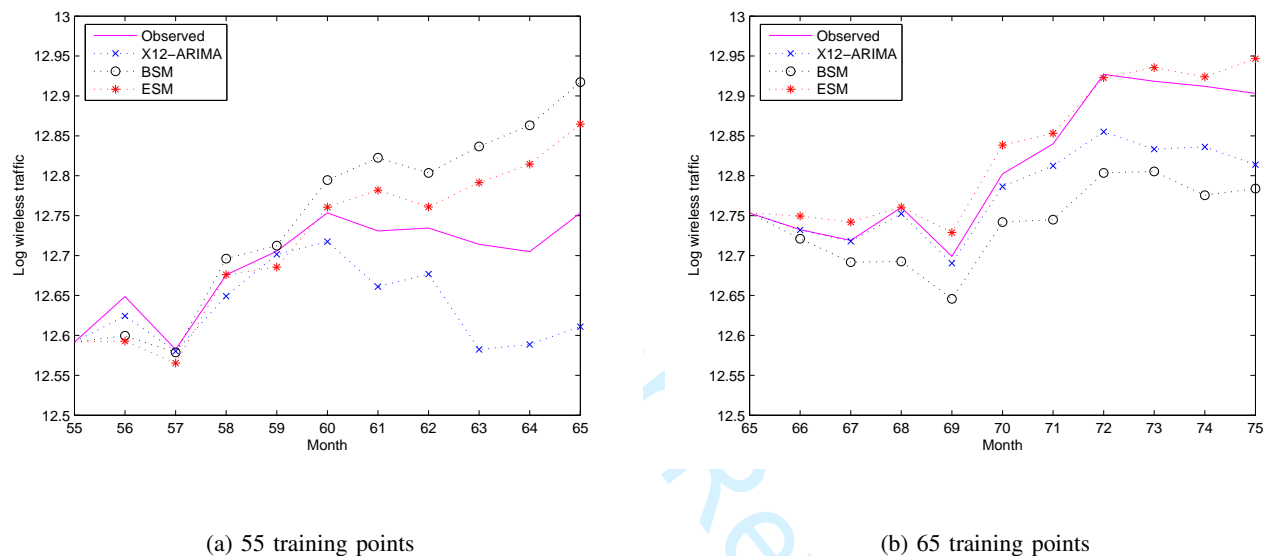 13
12.95
12.9
12.85
12.8
12.75
12.7
12.65
12.6
12.55
12.5
Log wireless traffic
Observed
X12−ARIMA
BSM
ESM
55 56 57 58 59 60 61 62 63 64 65
Month
(a) 55 training points
13
12.95
12.9
12.85
12.8
12.75
12.7
12.65
12.6
12.55
12.5
Log wireless traffic
Observed
X12−ARIMA
BSM
ESM
65 66 67 68 69 70 71 72 73 74 75
Month
(b) 65 training points